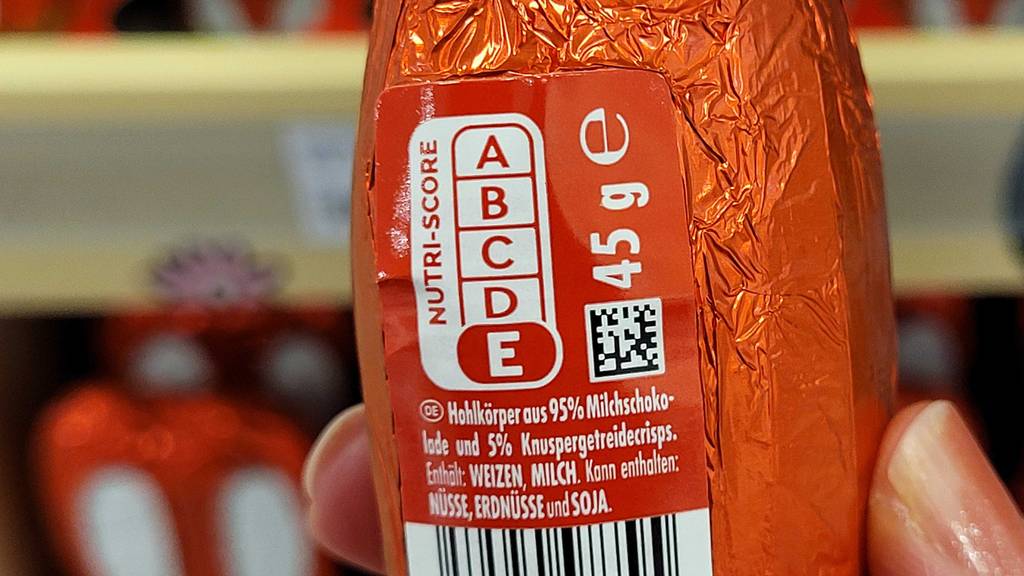 NUTRI-SCORE
A
B
C
D
E
45 g e
DE Hohlkörper aus 95% Milchschoko-
lade und 5% Knuspergetreidecrisps.
Enthält: WEIZEN, MILCH. Kann enthalten:
NÜSSE, ERDNÜSSE und SOJA.